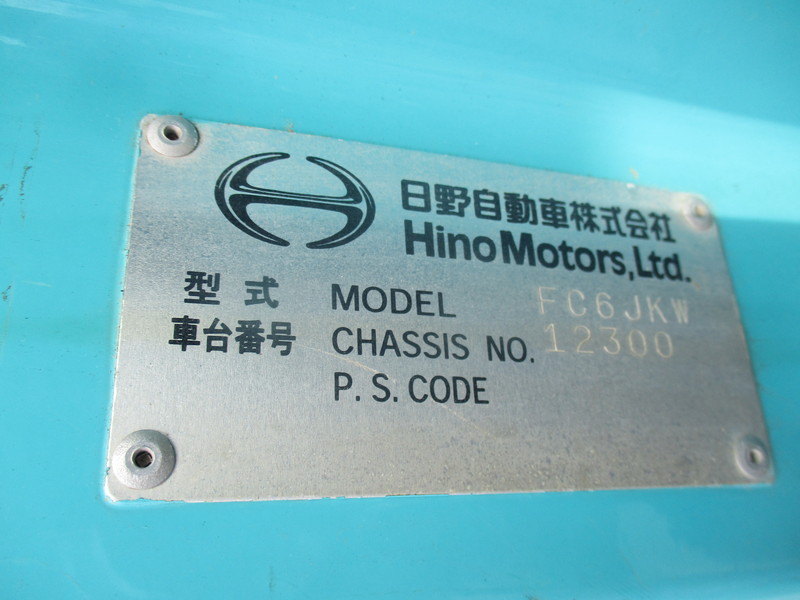 日野自動車株式会社
Hino Motors, Ltd.
型式 MODEL FC6JKW
車台番号 CHASSIS NO. 12300
P. S. CODE